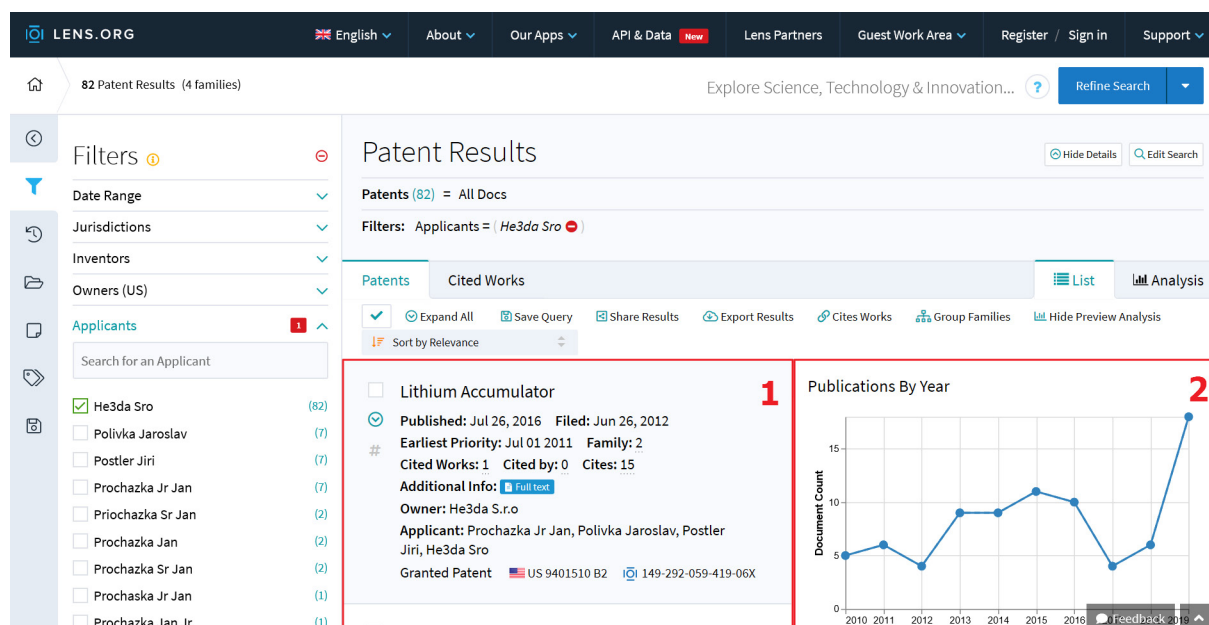 LENS.ORG
English
About
Our Apps
API & Data New
Lens Partners
Guest Work Area
Register / Sign in
Support
82 Patent Results (4 families)
Explore Science, Technology & Innovation... ?
Refine Search
Filters
Date Range
Jurisdictions
Inventors
Owners (US)
Applicants 1
Search for an Applicant
He3da Sro (82)
Polivka Jaroslav (7)
Postler Jiri (7)
Prochazka Jr Jan (7)
Priochazka Sr Jan (2)
Prochazka Jan (2)
Prochazka Sr Jan (2)
Prochaska Jr Jan (1)
Prochazka Jan Jr (1)
Patent Results
Hide Details
Edit Search
Patents (82) = All Docs
Filters: Applicants = ( He3da Sro )
Patents
Cited Works
List
Analysis
Expand All
Save Query
Share Results
Export Results
Cites Works
Group Families
Hide Preview Analysis
Sort by Relevance
Lithium Accumulator
1
# Published: Jul 26, 2016 Filed: Jun 26, 2012
Earliest Priority: Jul 01 2011 Family: 2
Cited Works: 1 Cited by: 0 Cites: 15
Additional Info: Full text
Owner: He3da S.r.o
Applicant: Prochazka Jr Jan, Polivka Jaroslav, Postler
Jiri, He3da Sro
Granted Patent US 9401510 B2 149-292-059-419-06X
Publications By Year
2
Document Count
15
10
5
0
2010 2011 2012 2013 2014 2015 2016 2019
Feedback